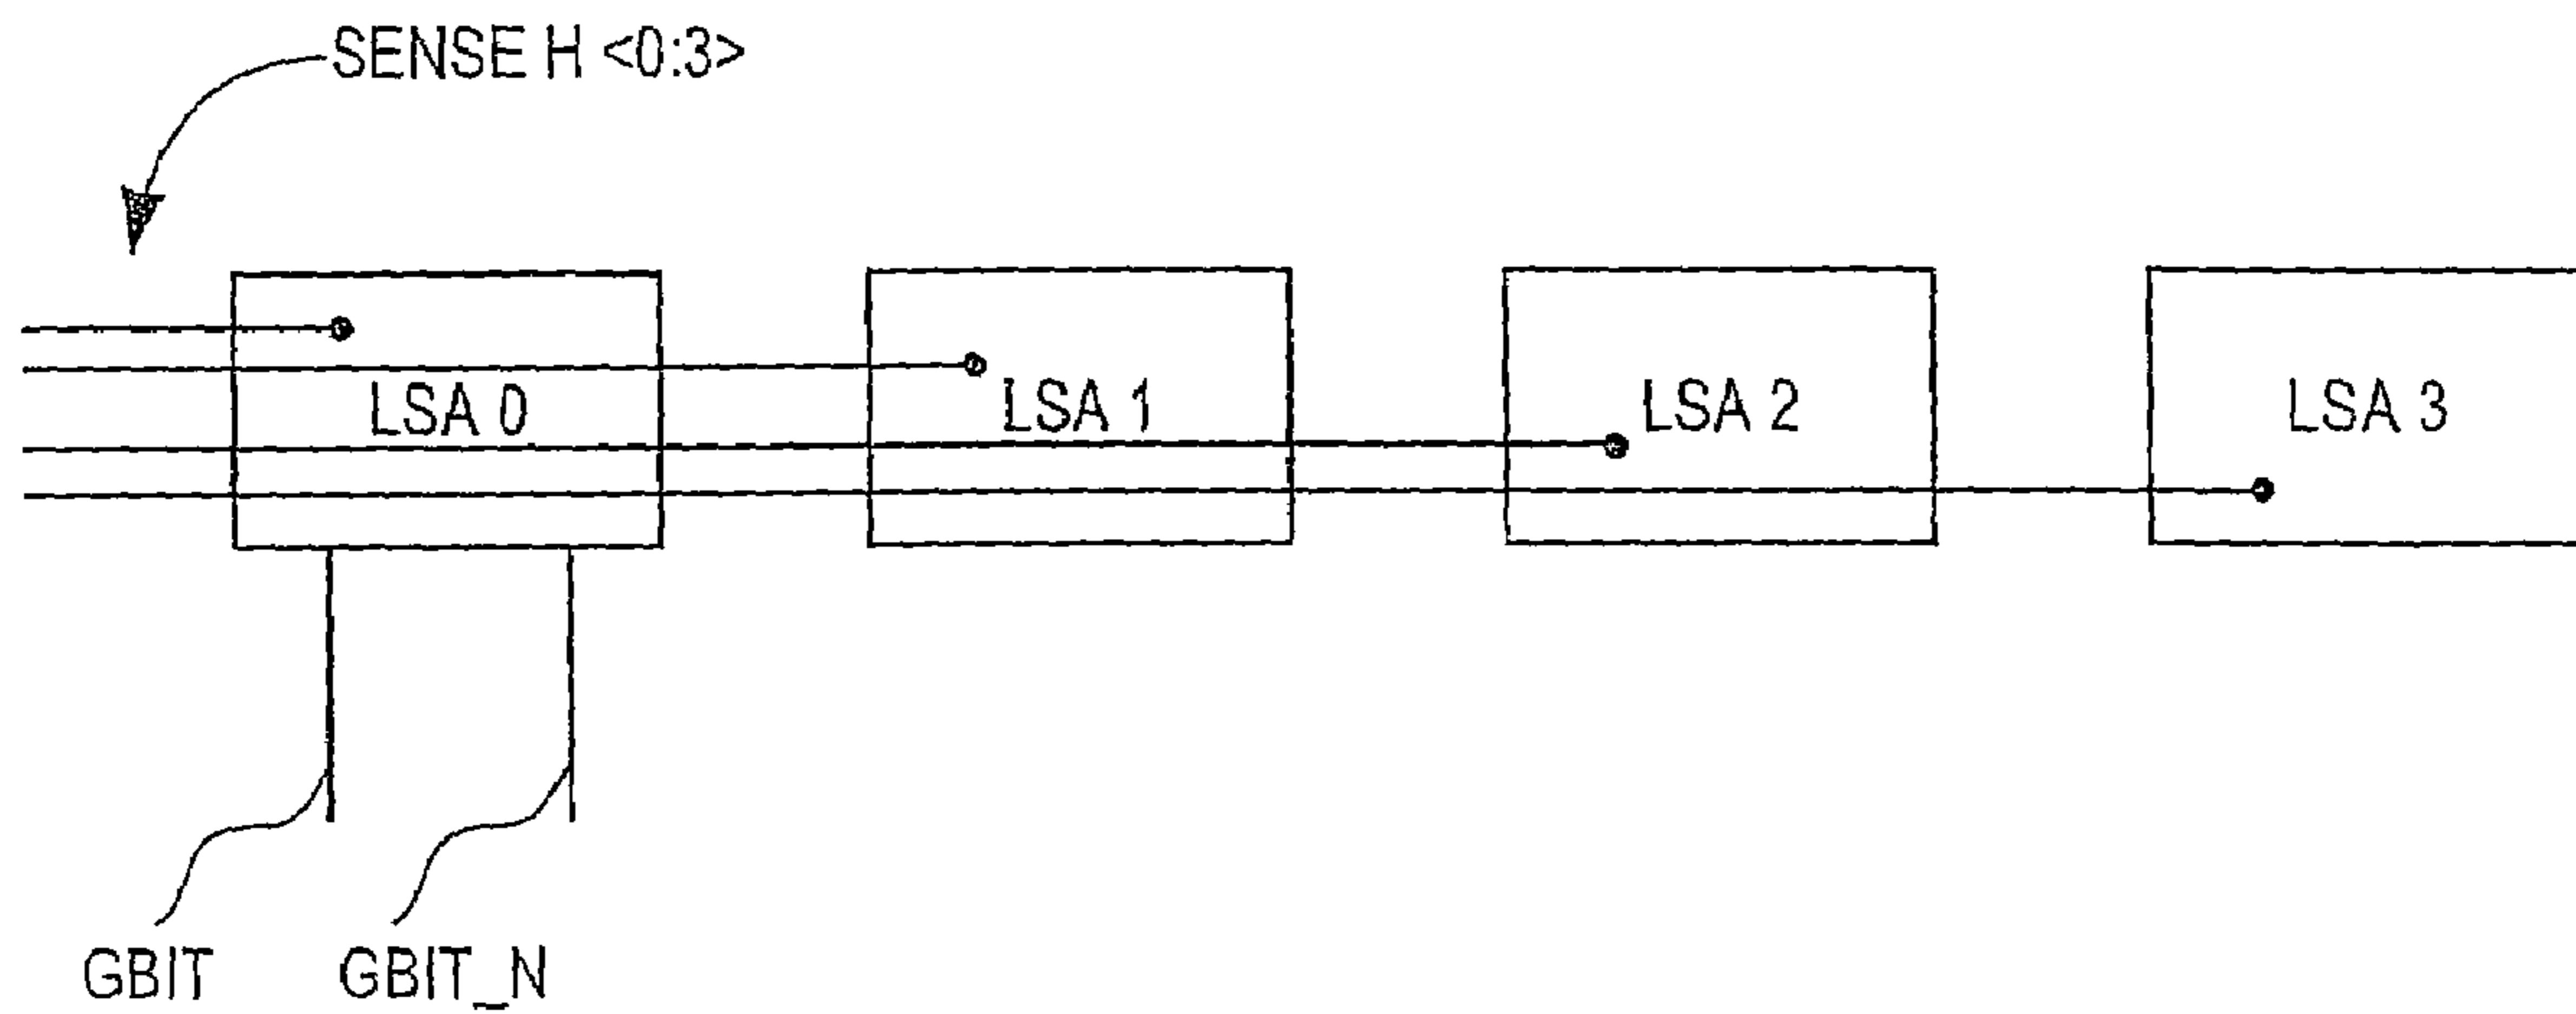 SENSE H <0:3>
LSA 0
LSA 1
LSA 2
LSA 3
GBIT
GBIT_N